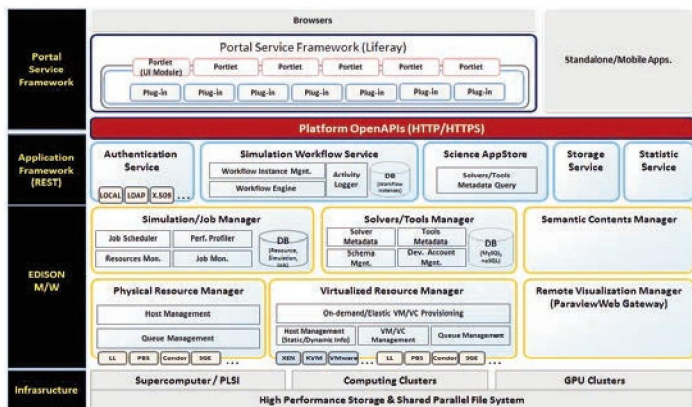 Browsers
Portal
Service
Framework
Portal Service Framework (Liferay)
Portlet
(UI Module)
Portlet
Portlet
Portlet
Portlet
Portlet
Plug-in
Plug-in
Plug-in
Plug-in
Plug-in
Plug-in
Plug-in
Standalone/Mobile Apps.
Platform OpenAPIs (HTTP/HTTPS)
Application
Framework
(REST)
Authentication
Service
LOCAL
LDAP
X.509
...
Simulation Workflow Service
Workflow Instance Mgnt.
Workflow Engine
Activity
Logger
DB
(Workflow
Instances)
Science AppStore
Solvers/Tools
Metadata Query
Storage
Service
Statistic
Service
EDISON
M/W
Simulation/Job Manager
Job Scheduler
Perf. Profiler
Resources Mon.
Job Mon.
DB
(Resource,
Simulation,
Job)
Solvers/Tools Manager
Solver
Metadata
Tools
Metadata
Schema
Mgnt.
Dev. Account
Mgnt.
DB
(MySQL,
noSQL)
Semantic Contents Manager
Physical Resource Manager
Host Management
Queue Management
LL
PBS
Condor
SGE
...
Virtualized Resource Manager
On-demand/Elastic VM/VC Provisioning
Host Management
(Static/Dynamic Info)
VM/VC
Management
Queue Management
XEN
KVM
VMware
...
LL
PBS
Condor
SGE
...
Remote Visualization Manager
(ParaviewWeb Gateway)
Infrasructure
Supercomputer / PLSI
Computing Clusters
GPU Clusters
High Performance Storage & Shared Parallel File System